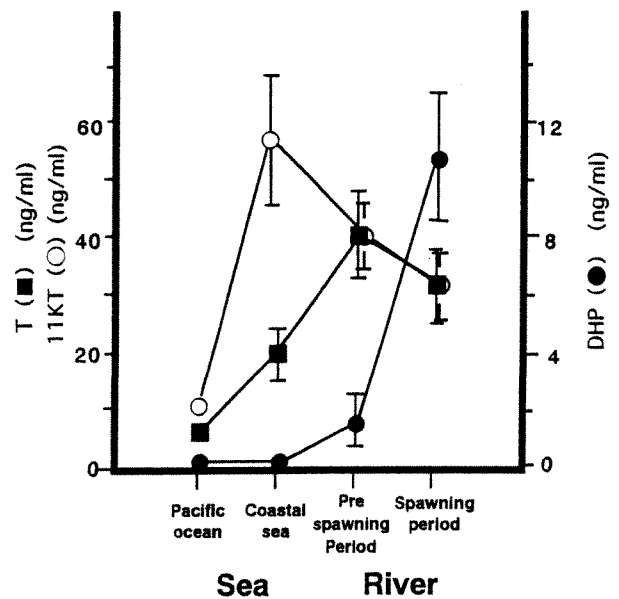 60
40
20
0
12
8
4
0
T (■) (ng/ml)
11KT (○) (ng/ml)
DHP (●) (ng/ml)
Pacific
ocean
Coastal
sea
Pre
spawning
Period
Spawning
period
Sea
River